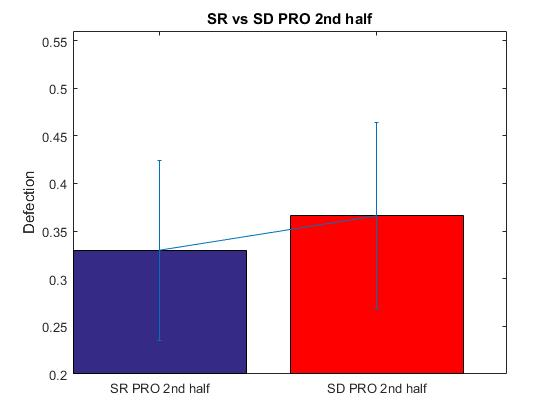 SR vs SD PRO 2nd half
0.55
0.5
0.45
0.4
0.35
0.3
0.25
0.2
Defection
SR PRO 2nd half
SD PRO 2nd half